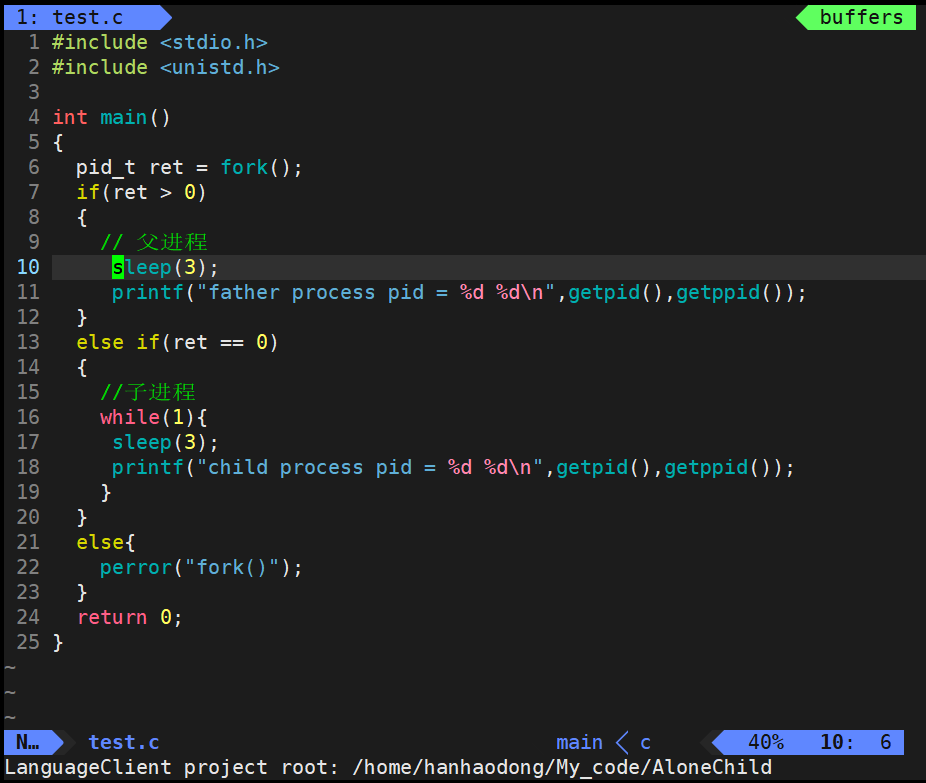 1: test.c buffers
1 #include <stdio.h>
2 #include <unistd.h>
3
4 int main()
5 {
6   pid_t ret = fork();
7   if(ret > 0)
8   {
9     // 父进程
10      sleep(3);
11      printf("father process pid = %d %d\n",getpid(),getppid());
12   }
13   else if(ret == 0)
14   {
15     //子进程
16     while(1){
17      sleep(3);
18      printf("child process pid = %d %d\n",getpid(),getppid());
19     }
20   }
21   else{
22     perror("fork()");
23   }
24   return 0;
25 }
~
~
~
N… test.c main < c 40% 10: 6
LanguageClient project root: /home/hanhaodong/My_code/AloneChild